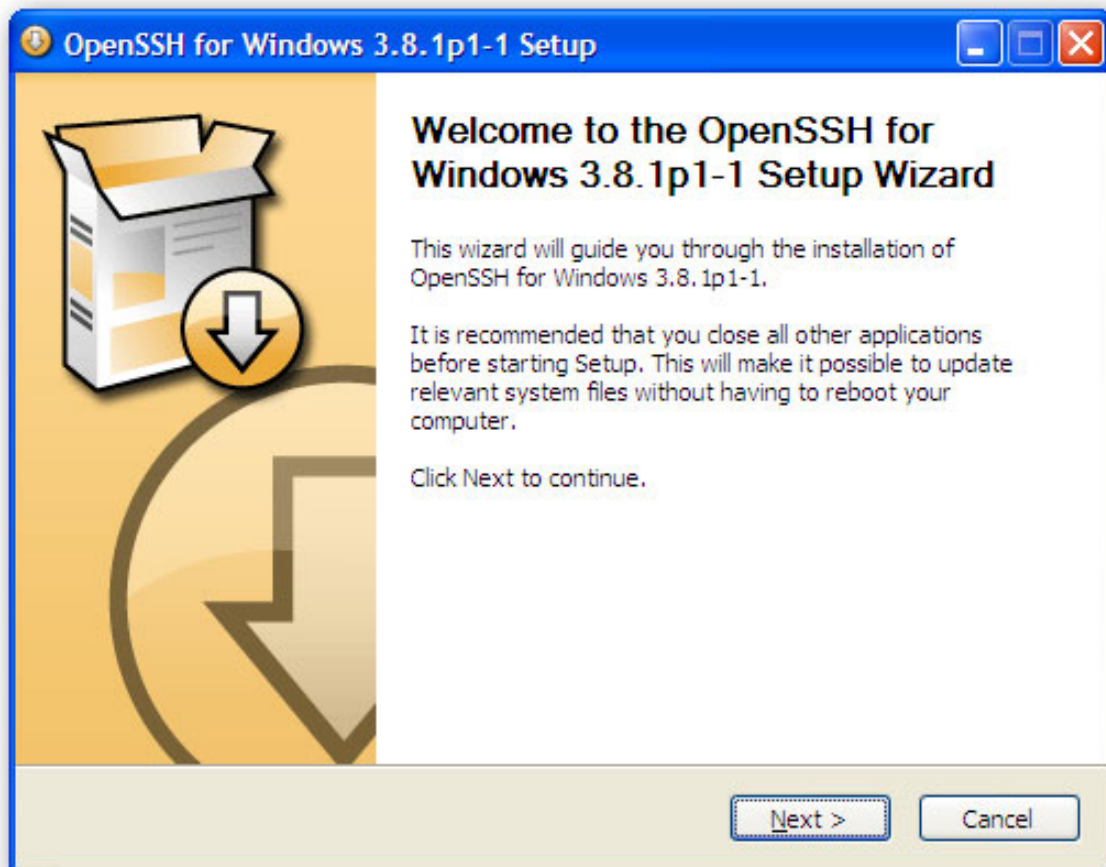 OpenSSH for Windows 3.8.1p1-1 Setup
Welcome to the OpenSSH for
Windows 3.8.1p1-1 Setup Wizard
This wizard will guide you through the installation of
OpenSSH for Windows 3.8.1p1-1.
It is recommended that you close all other applications
before starting Setup. This will make it possible to update
relevant system files without having to reboot your
computer.
Click Next to continue.
Next > Cancel